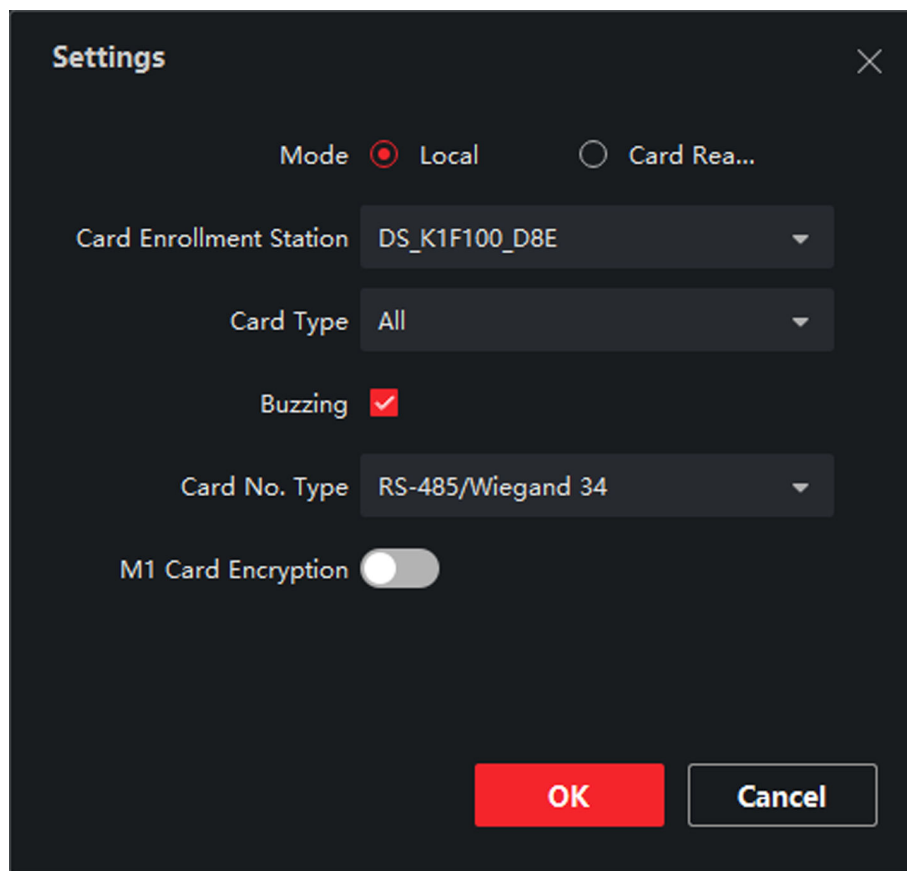 Settings
Mode Local Card Rea...
Card Enrollment Station DS_K1F100_D8E
Card Type All
Buzzing
Card No. Type RS-485/Wiegand 34
M1 Card Encryption
OK Cancel